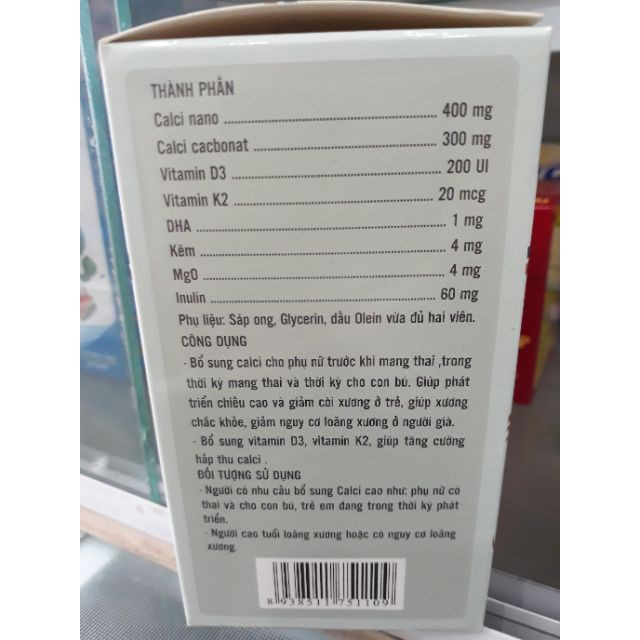 THÀNH PHẦN
Calci nano 400 mg
Calci cacbonat 300 mg
Vitamin D3 200 UI
Vitamin K2 20 mcg
DHA 1 mg
Kẽm 4 mg
MgO 4 mg
Inulin 60 mg
Phụ liệu: Sáp ong, Glycerin, dầu Olein vừa đủ hai viên.
CÔNG DỤNG
- Bổ sung calci cho phụ nữ trước khi mang thai ,trong
thời kỳ mang thai và thời kỳ cho con bú. Giúp phát
triển chiều cao và giảm còi xương ở trẻ, giúp xương
chắc khỏe, giảm nguy cơ loãng xương ở người già.
- Bổ sung vitamin D3, vitamin K2, giúp tăng cường
hấp thu calci .
ĐỐI TƯỢNG SỬ DỤNG
- Người có nhu cầu bổ sung Calci cao như: phụ nữ có
thai và cho con bú, trẻ em đang trong thời kỳ phát
triển.
- Người cao tuổi loãng xương hoặc có nguy cơ loãng
xương.
8 938511 751109